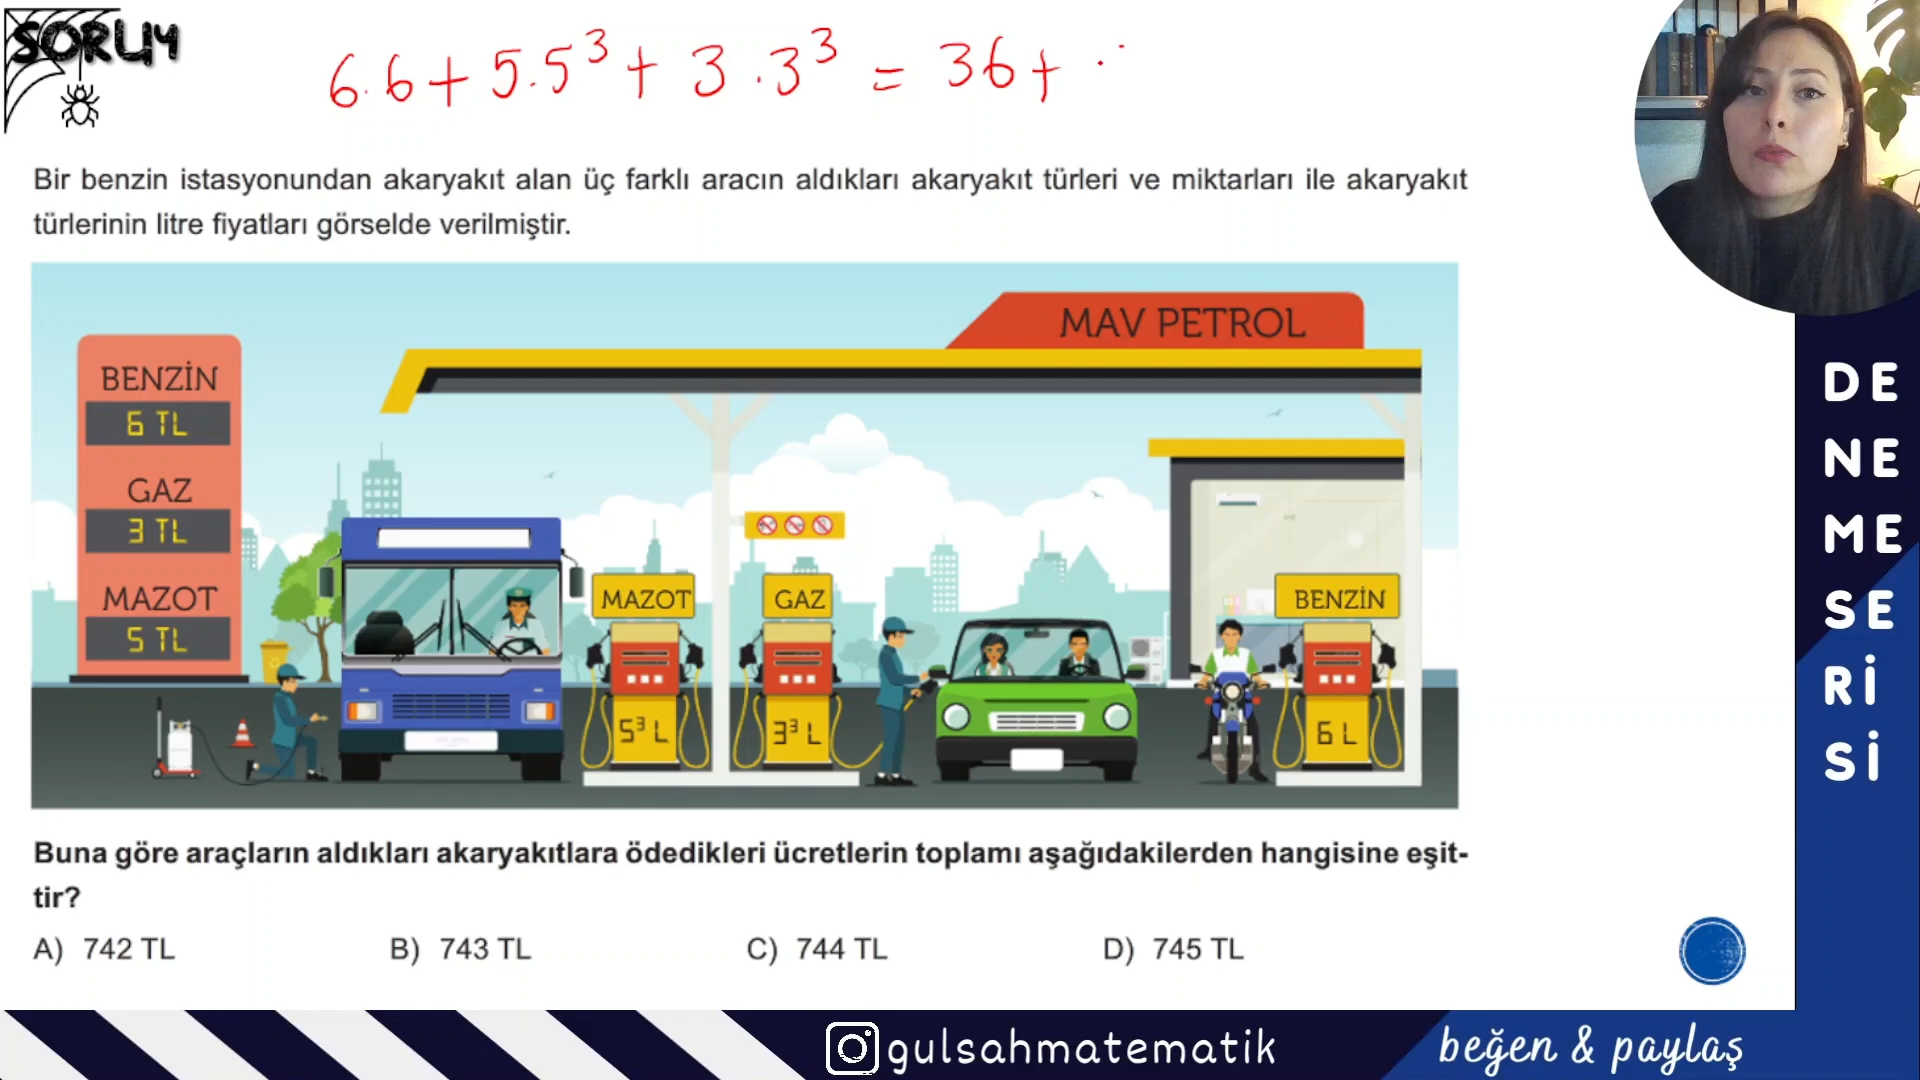 SORU4
6.6 + 5.5³ + 3.3³ = 36 +
Bir benzin istasyonundan akaryakıt alan üç farklı aracın aldıkları akaryakıt türleri ve miktarları ile akaryakıt
türlerinin litre fiyatları görselde verilmiştir.
MAV PETROL
BENZİN
6 TL
GAZ
3 TL
MAZOT
5 TL
MAZOT
GAZ
BENZİN
5³ L
3³ L
6 L
Buna göre araçların aldıkları akaryakıtlara ödedikleri ücretlerin toplamı aşağıdakilerden hangisine eşit-
tir?
A) 742 TL B) 743 TL C) 744 TL D) 745 TL
DE
NE
ME
SE
Rİ
Sİ
gulsahmatematik
beğen & paylaş